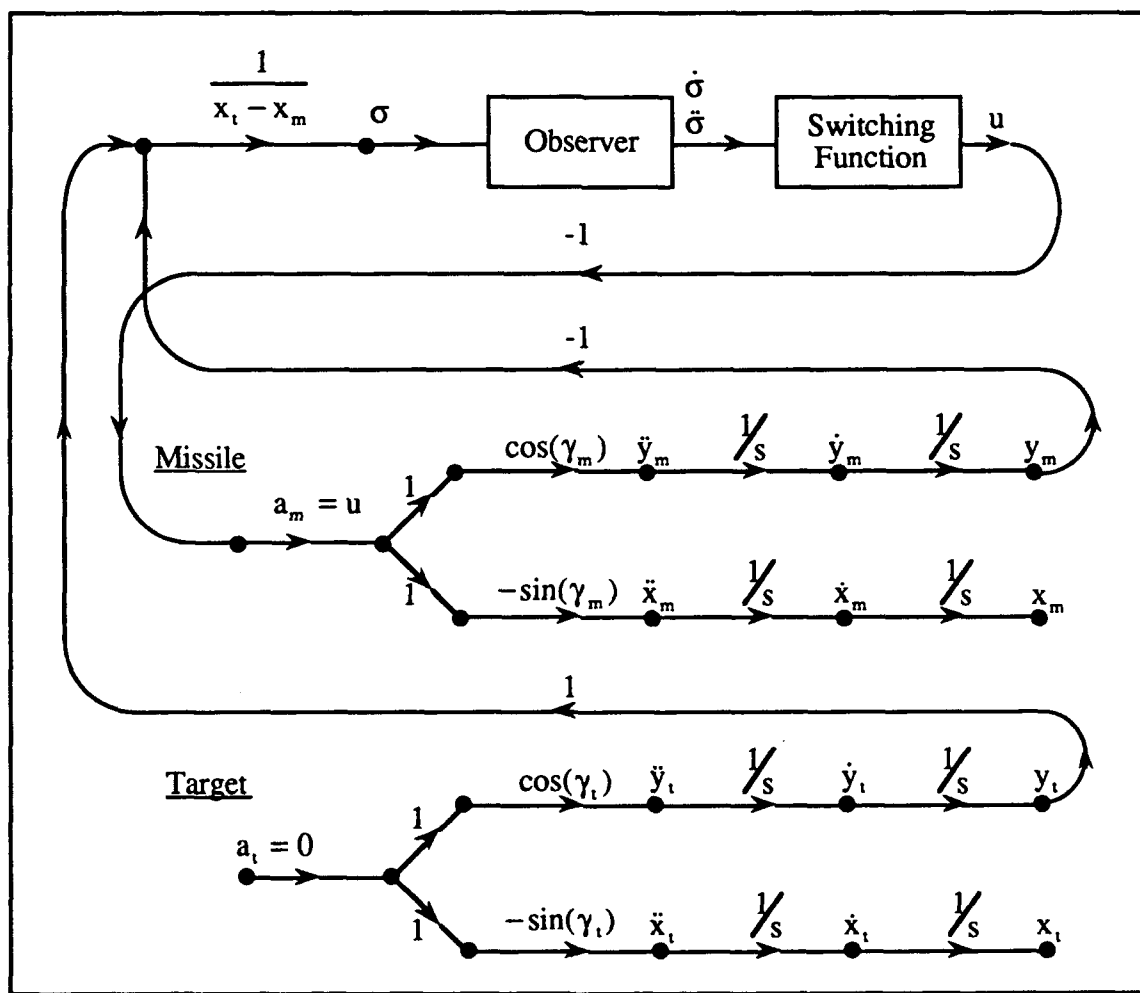 1
x_t − x_m
σ
Observer
σ̇
σ̈
Switching
Function
u
-1
-1
Missile
a_m = u
1
cos(γ_m)
ÿ_m
1/s
ẏ_m
1/s
y_m
1
−sin(γ_m)
ẍ_m
1/s
ẋ_m
1/s
x_m
1
Target
a_t = 0
1
cos(γ_t)
ÿ_t
1/s
ẏ_t
1/s
y_t
1
−sin(γ_t)
ẍ_t
1/s
ẋ_t
1/s
x_t